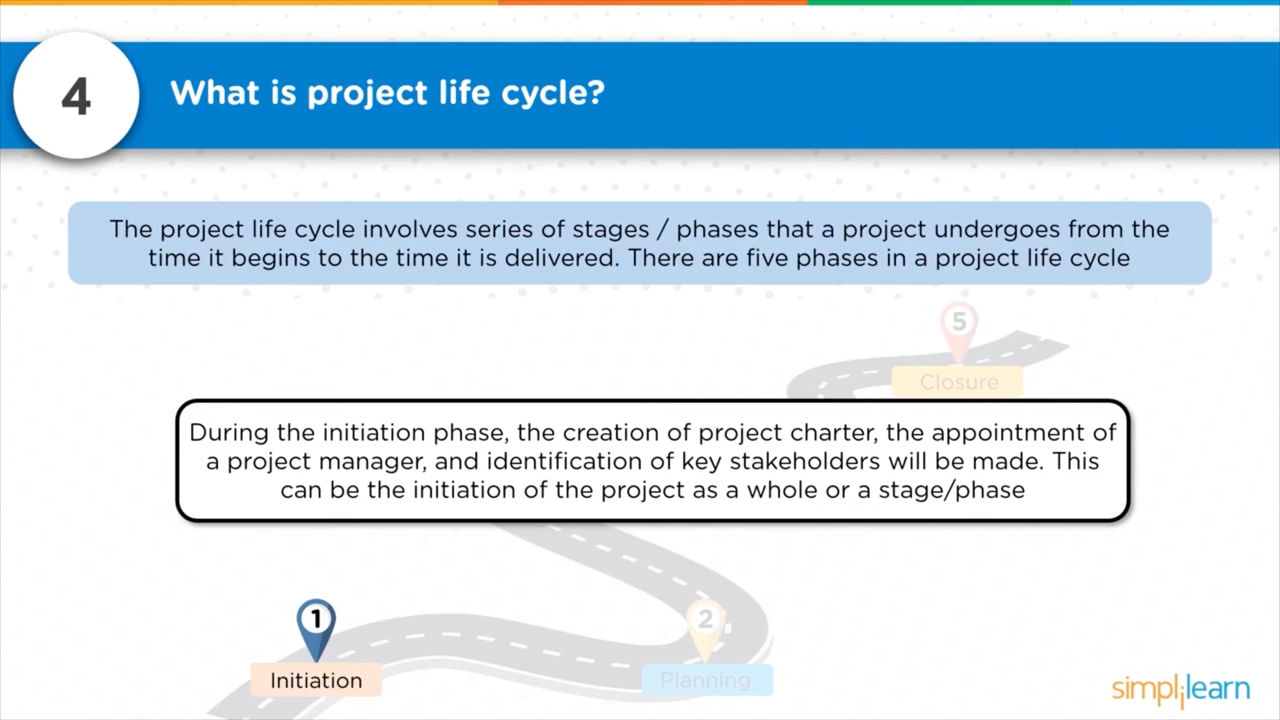 4
What is project life cycle?
The project life cycle involves series of stages / phases that a project undergoes from the
time it begins to the time it is delivered. There are five phases in a project life cycle
5
Closure
During the initiation phase, the creation of project charter, the appointment of
a project manager, and identification of key stakeholders will be made. This
can be the initiation of the project as a whole or a stage/phase
1
2
Initiation
Planning
simplilearn